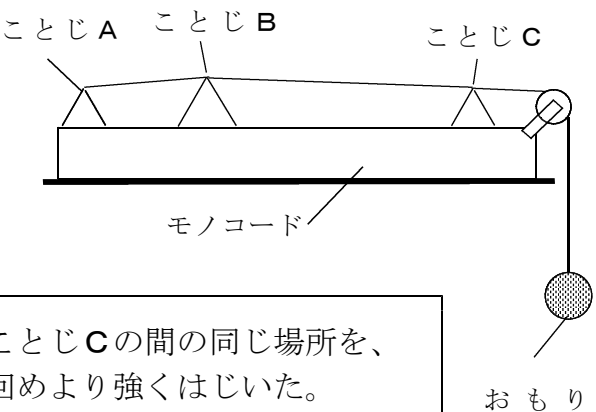 ことじA
ことじB
ことじC
モノコード
ことじCの間の同じ場所を、
回めより強くはじいた。
おもり